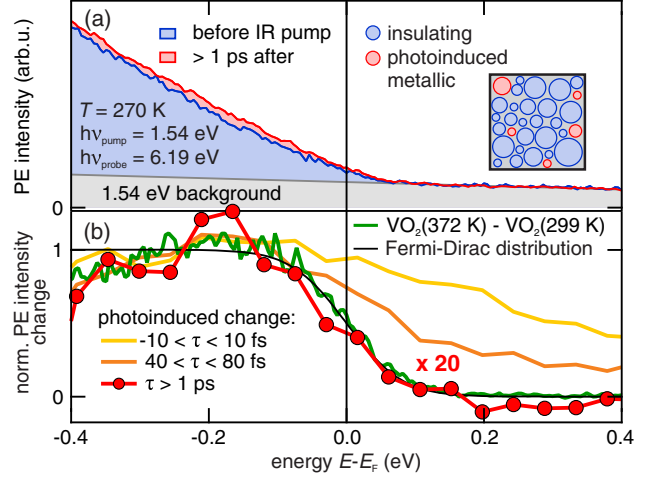 (a)
before IR pump
> 1 ps after
insulating
photoinduced
metallic
T = 270 K
hνpump = 1.54 eV
hνprobe = 6.19 eV
1.54 eV background
PE intensity (arb.u.)
0
(b)
VO₂(372 K) - VO₂(299 K)
Fermi-Dirac distribution
1
photoinduced change:
-10 < τ < 10 fs
40 < τ < 80 fs
τ > 1 ps
x 20
norm. PE intensity
change
0
-0.4 -0.2 0.0 0.2 0.4
energy E-EF (eV)